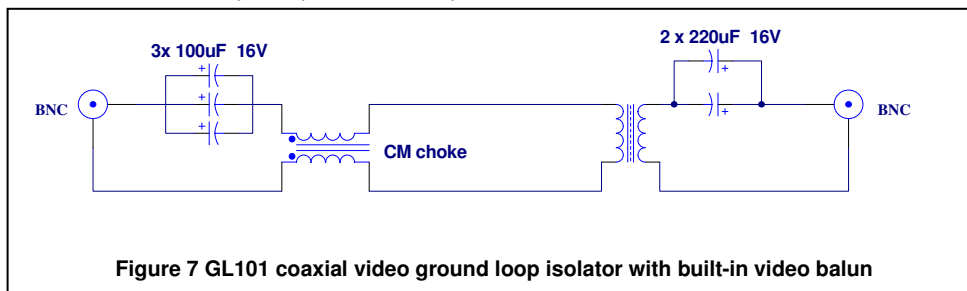 3x 100uF 16V
2 x 220uF 16V
+
+
+
+
+
BNC
BNC
CM choke
Figure 7 GL101 coaxial video ground loop isolator with built-in video balun